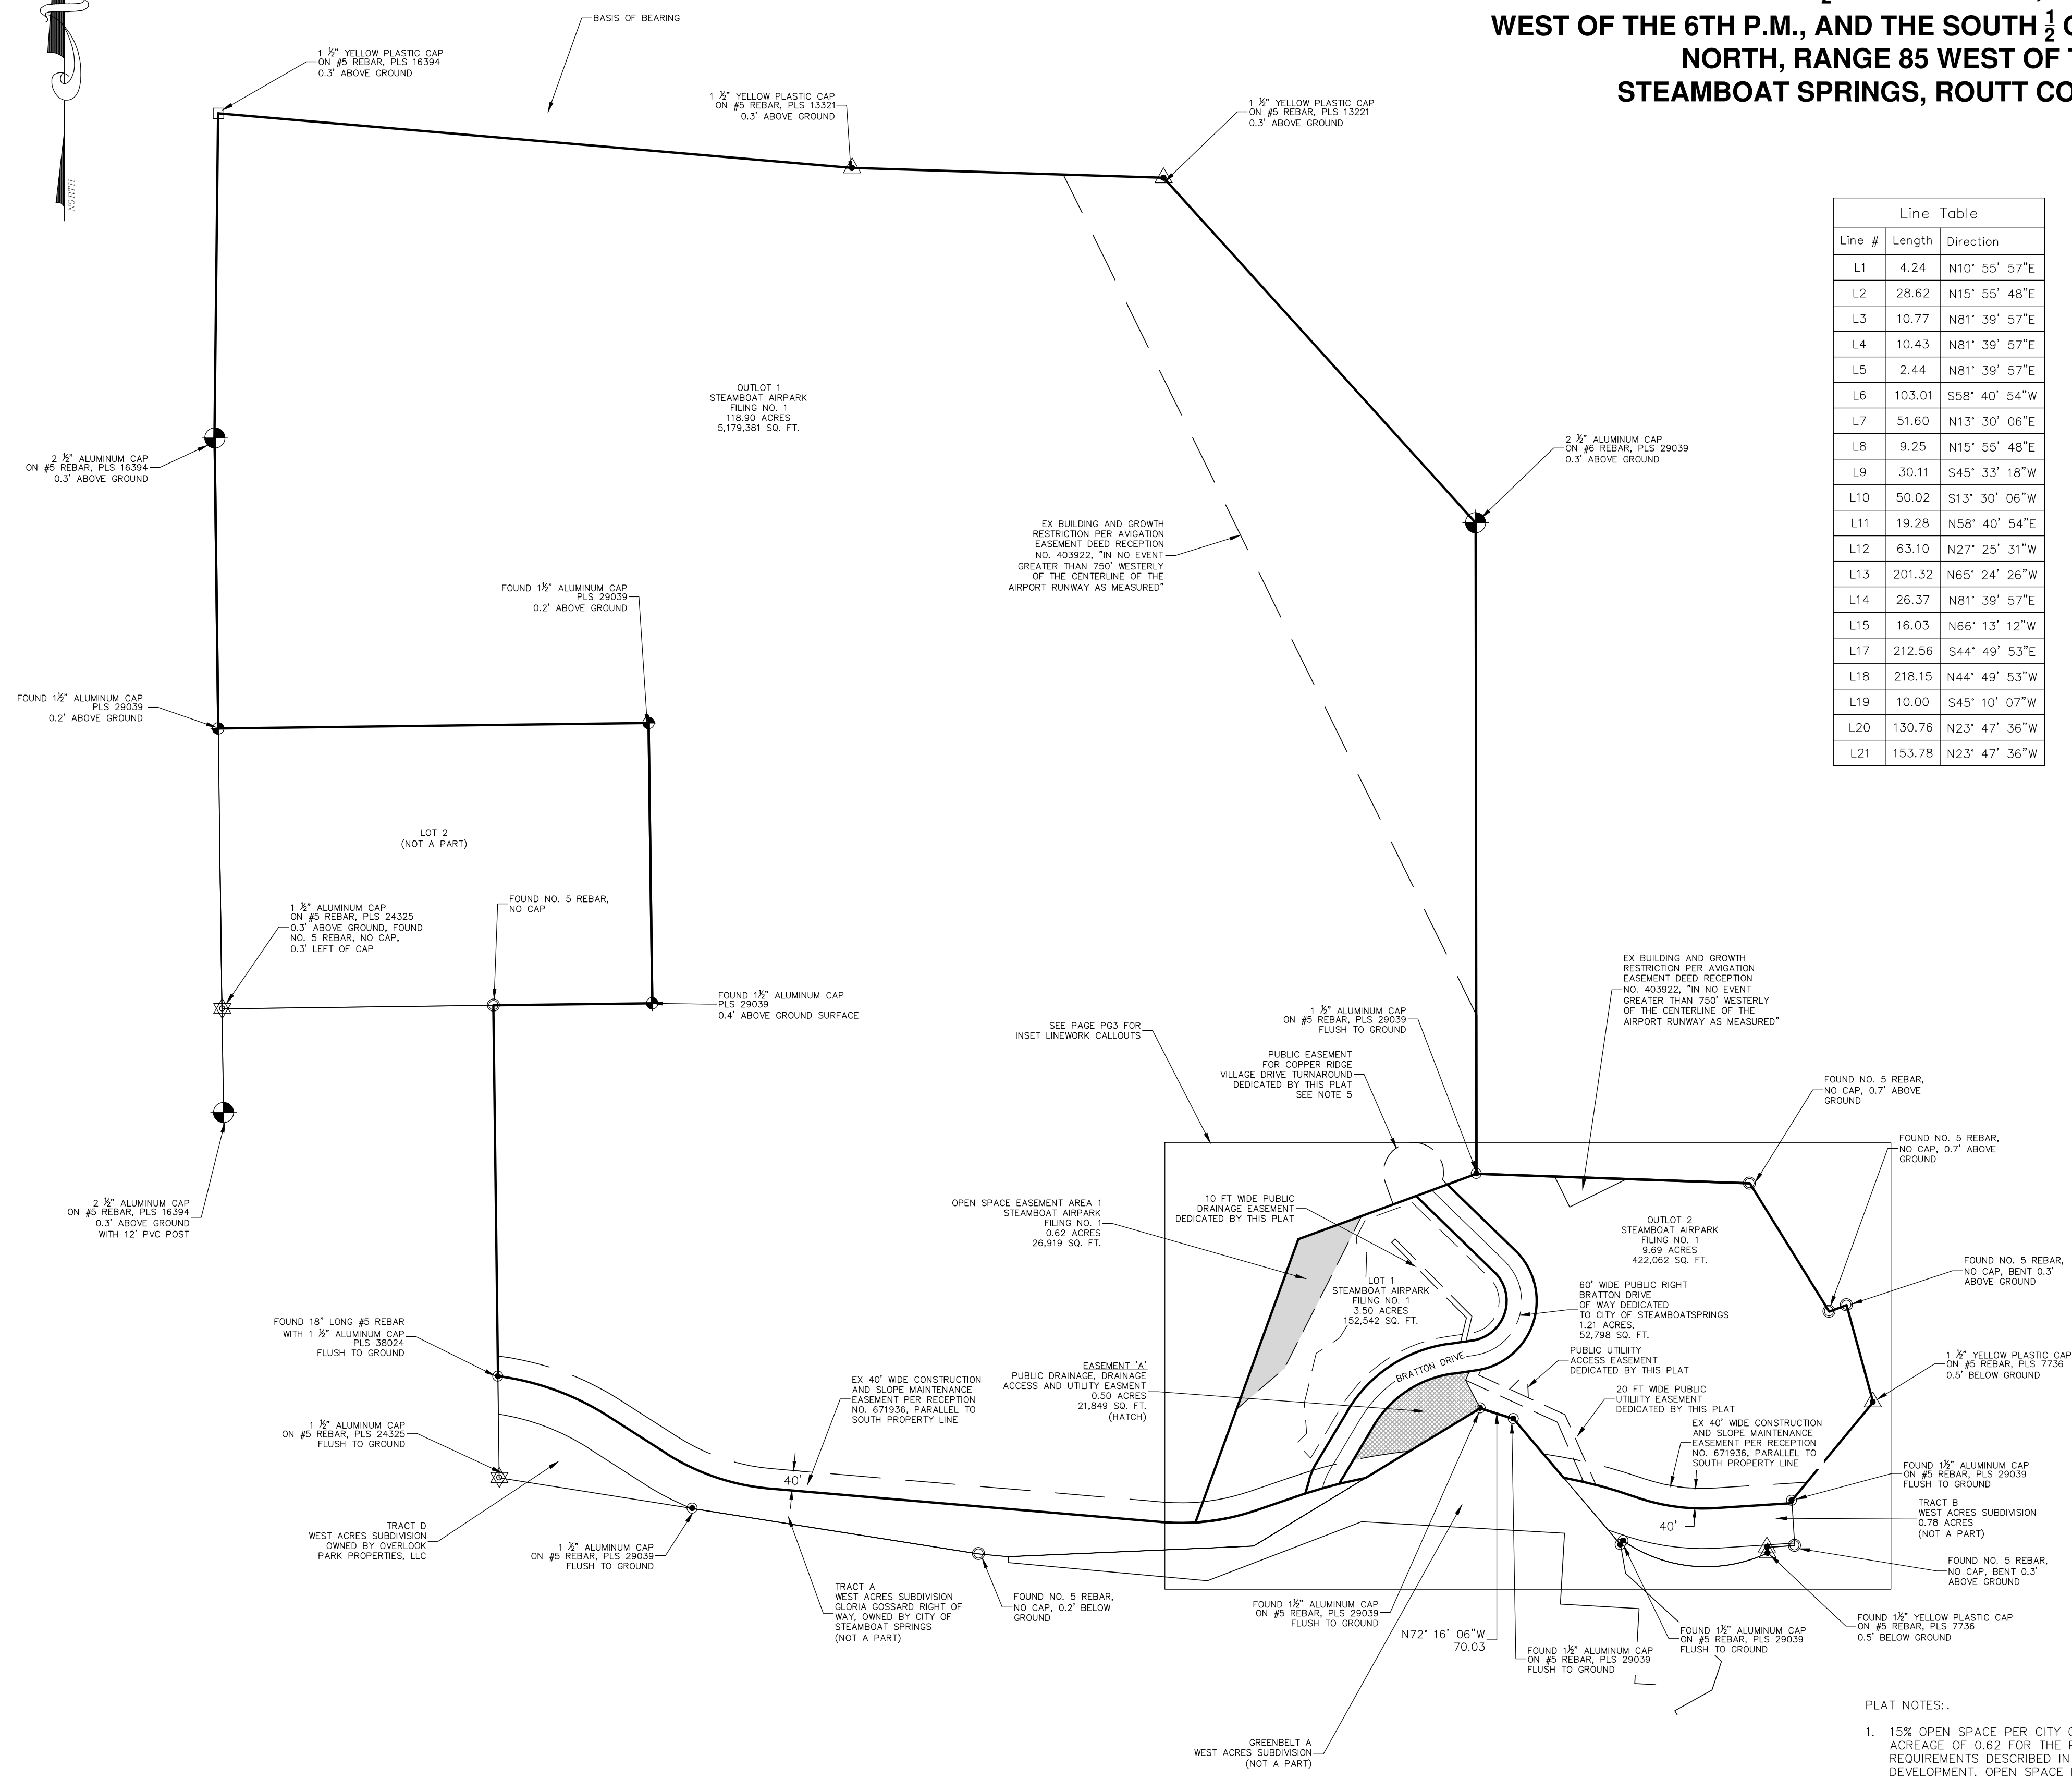 WEST OF THE 6TH P.M., AND THE SOUTH ½
NORTH, RANGE 85 WEST OF
STEAMBOAT SPRINGS, ROUTT CO
NORTH
BASIS OF BEARING
1 ½" YELLOW PLASTIC CAP
ON #5 REBAR, PLS 16394
0.3' ABOVE GROUND
1 ½" YELLOW PLASTIC CAP
ON #5 REBAR, PLS 13321
0.3' ABOVE GROUND
1 ½" YELLOW PLASTIC CAP
ON #5 REBAR, PLS 13221
0.3' ABOVE GROUND
Line Table
Line # Length Direction
L1 4.24 N10° 55' 57"E
L2 28.62 N15° 55' 48"E
L3 10.77 N81° 39' 57"E
L4 10.43 N81° 39' 57"E
L5 2.44 N81° 39' 57"E
L6 103.01 S58° 40' 54"W
L7 51.60 N13° 30' 06"E
L8 9.25 N15° 55' 48"E
L9 30.11 S45° 33' 18"W
L10 50.02 S13° 30' 06"W
L11 19.28 N58° 40' 54"E
L12 63.10 N27° 25' 31"W
L13 201.32 N65° 24' 26"W
L14 26.37 N81° 39' 57"E
L15 16.03 N66° 13' 12"W
L17 212.56 S44° 49' 53"E
L18 218.15 N44° 49' 53"W
L19 10.00 S45° 10' 07"W
L20 130.76 N23° 47' 36"W
L21 153.78 N23° 47' 36"W
OUTLOT 1
STEAMBOAT AIRPARK
FILING NO. 1
118.90 ACRES
5,179,381 SQ. FT.
2 ½" ALUMINUM CAP
ON #5 REBAR, PLS 16394
0.3' ABOVE GROUND
2 ½" ALUMINUM CAP
ON #6 REBAR, PLS 29039
0.3' ABOVE GROUND
EX BUILDING AND GROWTH
RESTRICTION PER AVIGATION
EASEMENT DEED RECEPTION
NO. 403922, "IN NO EVENT
GREATER THAN 750' WESTERLY
OF THE CENTERLINE OF THE
AIRPORT RUNWAY AS MEASURED"
FOUND 1½" ALUMINUM CAP
PLS 29039
0.2' ABOVE GROUND
FOUND 1½" ALUMINUM CAP
PLS 29039
0.2' ABOVE GROUND
LOT 2
(NOT A PART)
1 ½" ALUMINUM CAP
ON #5 REBAR, PLS 24325
0.3' ABOVE GROUND, FOUND
NO. 5 REBAR, NO CAP,
0.3' LEFT OF CAP
FOUND NO. 5 REBAR,
NO CAP
FOUND 1½" ALUMINUM CAP
PLS 29039
0.4' ABOVE GROUND SURFACE
2 ½" ALUMINUM CAP
ON #5 REBAR, PLS 16394
0.3' ABOVE GROUND
WITH 12' PVC POST
SEE PAGE PG3 FOR
INSET LINEWORK CALLOUTS
1 ½" ALUMINUM CAP
ON #5 REBAR, PLS 29039
FLUSH TO GROUND
PUBLIC EASEMENT
FOR COPPER RIDGE
VILLAGE DRIVE TURNAROUND
DEDICATED BY THIS PLAT
SEE NOTE 5
EX BUILDING AND GROWTH
RESTRICTION PER AVIGATION
EASEMENT DEED RECEPTION
NO. 403922, "IN NO EVENT
GREATER THAN 750' WESTERLY
OF THE CENTERLINE OF THE
AIRPORT RUNWAY AS MEASURED"
FOUND NO. 5 REBAR,
NO CAP, 0.7' ABOVE
GROUND
FOUND NO. 5 REBAR,
NO CAP, 0.7' ABOVE
GROUND
OPEN SPACE EASEMENT AREA 1
STEAMBOAT AIRPARK
FILING NO. 1
0.62 ACRES
26,919 SQ. FT.
10 FT WIDE PUBLIC
DRAINAGE EASEMENT
DEDICATED BY THIS PLAT
OUTLOT 2
STEAMBOAT AIRPARK
FILING NO. 1
9.69 ACRES
422,062 SQ. FT.
LOT 1
STEAMBOAT AIRPARK
FILING NO. 1
3.50 ACRES
152,542 SQ. FT.
60' WIDE PUBLIC RIGHT
BRATTON DRIVE
OF WAY DEDICATED
TO CITY OF STEAMBOATSPRINGS
1.21 ACRES,
52,798 SQ. FT.
FOUND NO. 5 REBAR,
NO CAP, BENT 0.3'
ABOVE GROUND
FOUND 18" LONG #5 REBAR
WITH 1 ½" ALUMINUM CAP
PLS 38024
FLUSH TO GROUND
BRATTON DRIVE
PUBLIC UTILIITY
ACCESS EASEMENT
DEDICATED BY THIS PLAT
1 ½" YELLOW PLASTIC CAP
ON #5 REBAR, PLS 7736
0.5' BELOW GROUND
EASEMENT 'A'
PUBLIC DRAINAGE, DRAINAGE
ACCESS AND UTILITY EASMENT
0.50 ACRES
21,849 SQ. FT.
(HATCH)
EX 40' WIDE CONSTRUCTION
AND SLOPE MAINTENANCE
EASEMENT PER RECEPTION
NO. 671936, PARALLEL TO
SOUTH PROPERTY LINE
20 FT WIDE PUBLIC
UTILITY EASEMENT
DEDICATED BY THIS PLAT
EX 40' WIDE CONSTRUCTION
AND SLOPE MAINTENANCE
EASEMENT PER RECEPTION
NO. 671936, PARALLEL TO
SOUTH PROPERTY LINE
1 ½" ALUMINUM CAP
ON #5 REBAR, PLS 24325
FLUSH TO GROUND
40'
FOUND 1½" ALUMINUM CAP
ON #5 REBAR, PLS 29039
FLUSH TO GROUND
40'
TRACT B
WEST ACRES SUBDIVISION
0.78 ACRES
(NOT A PART)
TRACT D
WEST ACRES SUBDIVISION
OWNED BY OVERLOOK
PARK PROPERTIES, LLC
1 ½" ALUMINUM CAP
ON #5 REBAR, PLS 29039
FLUSH TO GROUND
TRACT A
WEST ACRES SUBDIVISION
GLORIA GOSSARD RIGHT OF
WAY, OWNED BY CITY OF
STEAMBOAT SPRINGS
(NOT A PART)
FOUND NO. 5 REBAR,
NO CAP, 0.2' BELOW
GROUND
FOUND 1½" ALUMINUM CAP
ON #5 REBAR, PLS 29039
FLUSH TO GROUND
N72° 16' 06"W
70.03
FOUND 1½" ALUMINUM CAP
ON #5 REBAR, PLS 29039
FLUSH TO GROUND
FOUND 1½" ALUMINUM CAP
ON #5 REBAR, PLS 29039
FLUSH TO GROUND
FOUND NO. 5 REBAR,
NO CAP, BENT 0.3'
ABOVE GROUND
FOUND 1½" YELLOW PLASTIC CAP
ON #5 REBAR, PLS 7736
0.5' BELOW GROUND
GREENBELT A
WEST ACRES SUBDIVISION
(NOT A PART)
PLAT NOTES:.
1. 15% OPEN SPACE PER CITY
ACREAGE OF 0.62 FOR THE
REQUIREMENTS DESCRIBED IN
DEVELOPMENT. OPEN SPACE